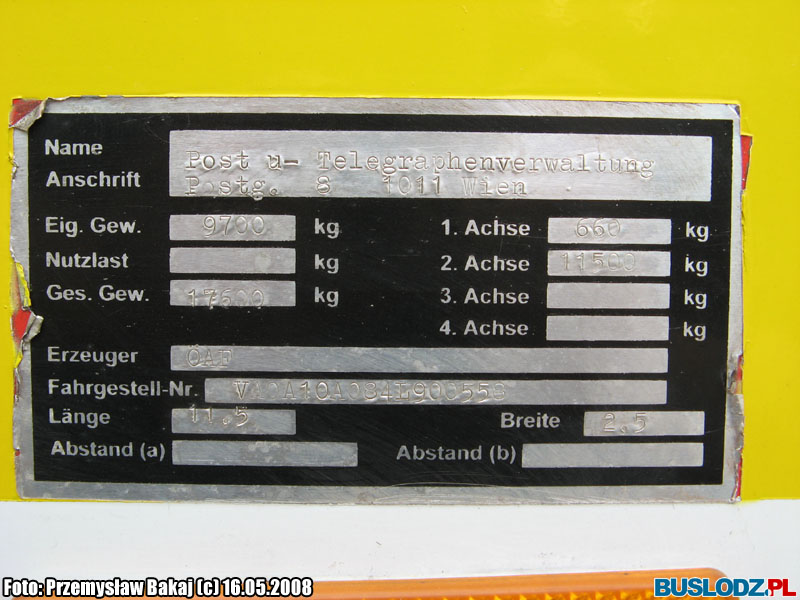 Name
Anschrift
Post u- Telegraphenverwaltung
Postg. 8 1011 Wien
Eig. Gew. 9700 kg 1. Achse 660 kg
Nutzlast kg 2. Achse 11500 kg
Ges. Gew. 17600 kg 3. Achse kg
4. Achse kg
Erzeuger ÖAF
Fahrgestell-Nr.
Länge 11.5 Breite 2.5
Abstand (a) Abstand (b)
Foto: Przemysław Bakaj (c) 16.05.2008
BUSLODZ.PL